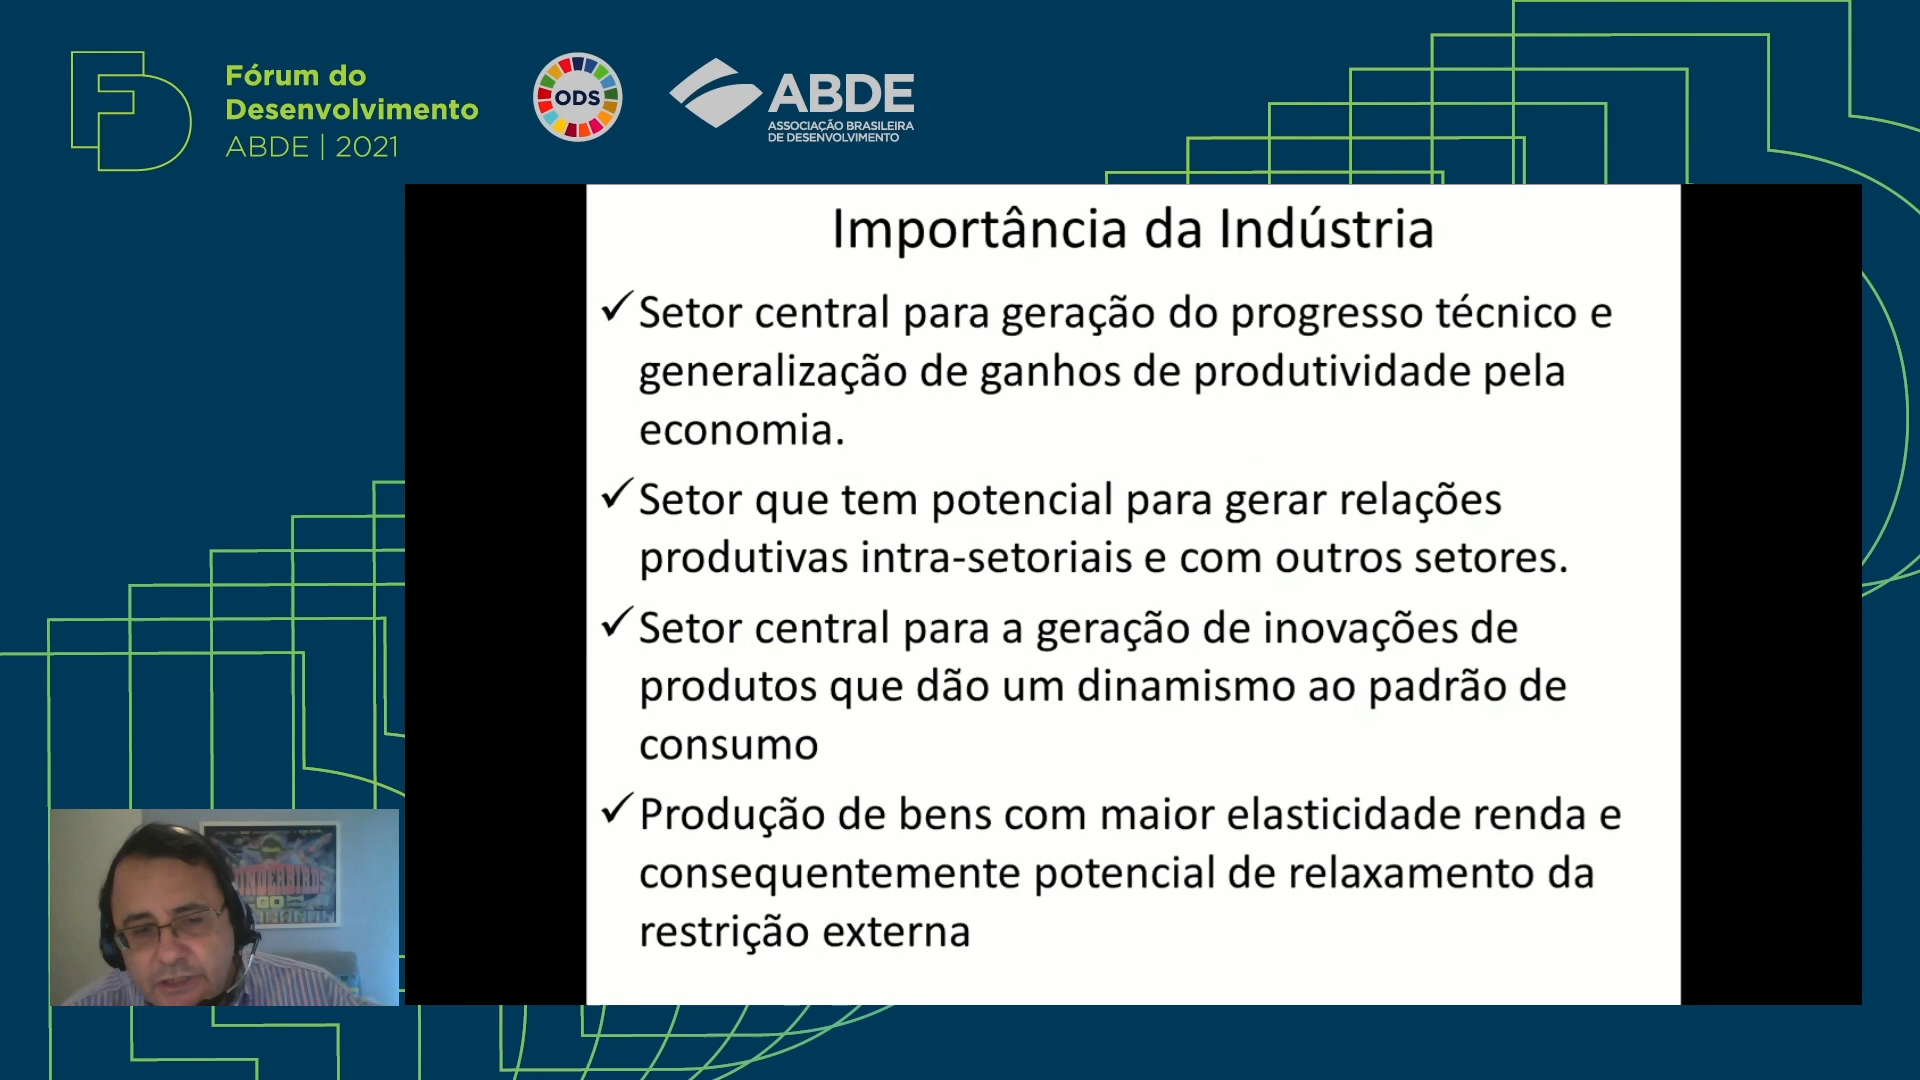 Fórum do
Desenvolvimento
ABDE | 2021
ODS
ABDE
ASSOCIAÇÃO BRASILEIRA
DE DESENVOLVIMENTO
Importância da Indústria
✓Setor central para geração do progresso técnico e
generalização de ganhos de produtividade pela
economia.
✓Setor que tem potencial para gerar relações
produtivas intra-setoriais e com outros setores.
✓Setor central para a geração de inovações de
produtos que dão um dinamismo ao padrão de
consumo
✓Produção de bens com maior elasticidade renda e
consequentemente potencial de relaxamento da
restrição externa
GO